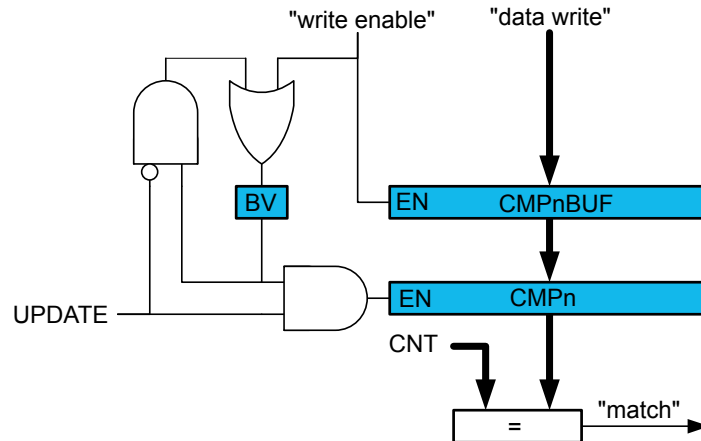 "write enable" "data write"
BV
EN CMPnBUF
EN CMPn
UPDATE
CNT
= "match"